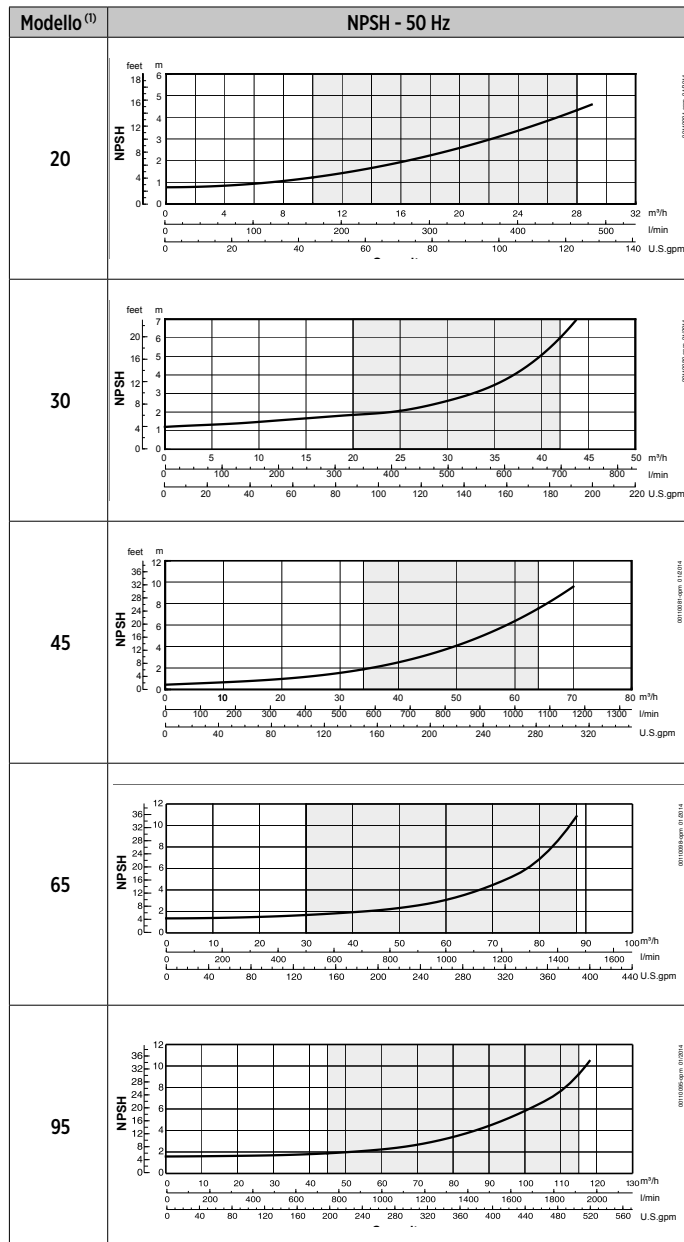 Modello (1) NPSH - 50 Hz
20
feet m
NPSH
18 16 12 8 4 0
6 5 4 3 2 1 0
0 4 8 12 16 20 24 28 32 m³/h
0 100 200 300 400 500 l/min
0 20 40 60 80 100 120 140 U.S.gpm
30
feet m
NPSH
20 16 12 8 4 0
7 6 5 4 3 2 1 0
0 5 10 15 20 25 30 35 40 45 50 m³/h
0 100 200 300 400 500 600 700 800 l/min
0 20 40 60 80 100 120 140 160 180 200 220 U.S.gpm
45
feet m
NPSH
36 32 28 24 20 16 12 8 4 0
12 10 8 6 4 2 0
0 10 20 30 40 50 60 70 80 m³/h
0 100 200 300 400 500 600 700 800 900 1000 1100 1200 1300 l/min
0 40 80 120 160 200 240 280 320 U.S.gpm
65
NPSH
36 32 28 24 20 16 12 8 4 0
12 10 8 6 4 2 0
0 10 20 30 40 50 60 70 80 90 100 m³/h
0 200 400 600 800 1000 1200 1400 1600 l/min
0 40 80 120 160 200 240 280 320 360 400 440 U.S.gpm
95
NPSH
36 32 28 24 20 16 12 8 4 0
12 10 8 6 4 2 0
0 10 20 30 40 50 60 70 80 90 100 110 120 130 m³/h
0 200 400 600 800 1000 1200 1400 1600 1800 2000 l/min
0 40 80 120 160 200 240 280 320 360 400 440 480 520 560 U.S.gpm